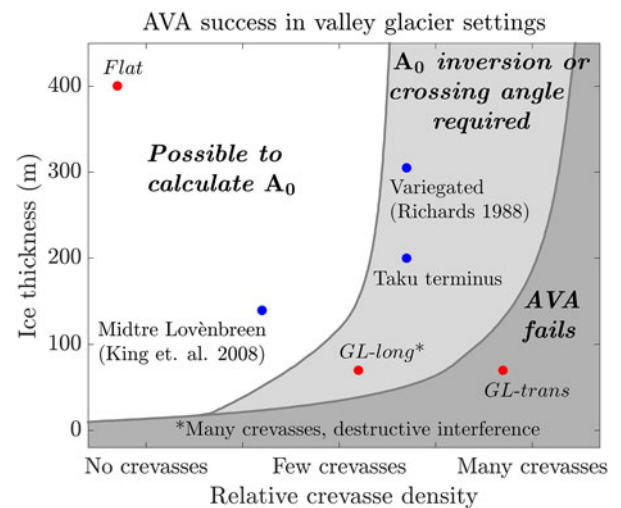 AVA success in valley glacier settings
400
300
200
100
0
Ice thickness (m)
Flat
Possible to
calculate A₀
A₀ inversion or
crossing angle
required
Variegated
(Richards 1988)
Taku terminus
Midtre Lovènbreen
(King et. al. 2008)
GL-long*
AVA
fails
GL-trans
*Many crevasses, destructive interference
No crevasses
Few crevasses
Many crevasses
Relative crevasse density